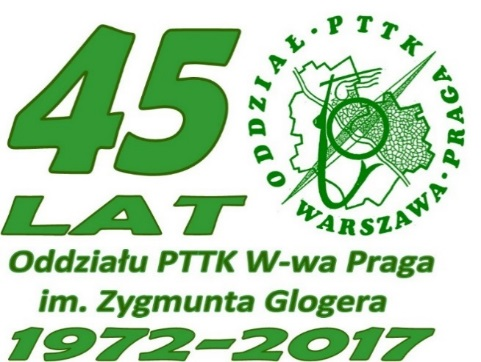 45
LAT
ODDZIAŁ · PTTK
WARSZAWA · PRAGA
Oddziału PTTK W-wa Praga
im. Zygmunta Glogera
1972-2017